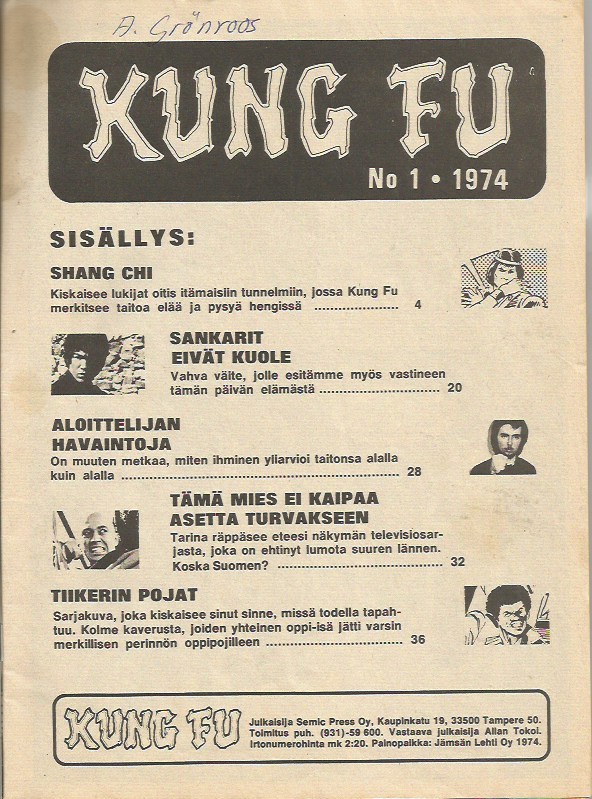 A. Grönroos
KUNG FU
No 1 • 1974
SISÄLLYS:
SHANG CHI
Kiskaisee lukijat oitis itämaisiin tunnelmiin, jossa Kung Fu
merkitsee taitoa elää ja pysyä hengissä ..................... 4
SANKARIT
EIVÄT KUOLE
Vahva väite, jolle esitämme myös vastineen
tämän päivän elämästä .............................. 20
ALOITTELIJAN
HAVAINTOJA
On muuten metkaa, miten ihminen yliarvioi taitonsa alalla
kuin alalla ...................................................................... 28
TÄMÄ MIES EI KAIPAA
ASETTA TURVAKSEEN
Tarina räppäsee eteesi näkymän televisiosar-
jasta, joka on ehtinyt lumota suuren lännen.
Koska Suomen? ......................................... 32
TIIKERIN POJAT
Sarjakuva, joka kiskaisee sinut sinne, missä todella tapah-
tuu. Kolme kaverusta, joiden yhteinen oppi-isä jätti varsin
merkillisen perinnön oppipojilleen .................................. 36
KUNG FU
Julkaisija Semic Press Oy, Kaupinkatu 19, 33500 Tampere 50.
Toimitus puh. (931)-59 600. Vastaava julkaisija Allan Tokoi.
Irtonumerohinta mk 2:20. Painopaikka: Jämsän Lehti Oy 1974.